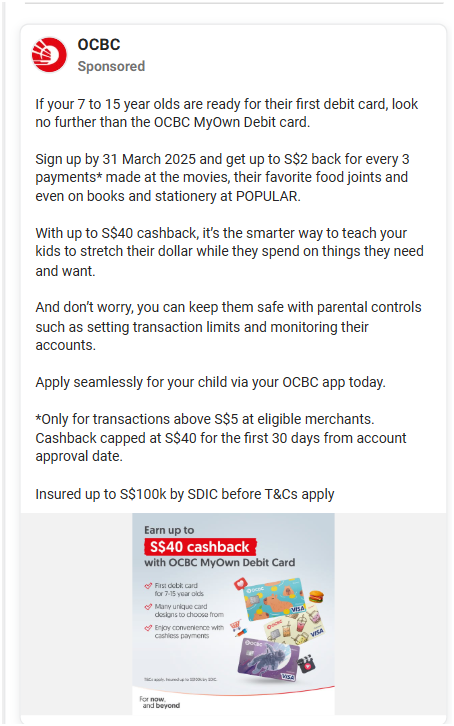 OCBC
Sponsored
If your 7 to 15 year olds are ready for their first debit card, look
no further than the OCBC MyOwn Debit card.
Sign up by 31 March 2025 and get up to S$2 back for every 3
payments* made at the movies, their favorite food joints and
even on books and stationery at POPULAR.
With up to S$40 cashback, it's the smarter way to teach your
kids to stretch their dollar while they spend on things they need
and want.
And don't worry, you can keep them safe with parental controls
such as setting transaction limits and monitoring their
accounts.
Apply seamlessly for your child via your OCBC app today.
*Only for transactions above S$5 at eligible merchants.
Cashback capped at S$40 for the first 30 days from account
approval date.
Insured up to S$100k by SDIC before T&Cs apply
Earn up to
S$40 cashback
with OCBC MyOwn Debit Card
First debit card
for 7-15 year olds
Many unique card
designs to choose from
Enjoy convenience with
cashless payments
OCBC
VISA
OCBC
VISA
OCBC
VISA
T&Cs apply. Insured up to S$100k by SDIC.
For now,
and beyond